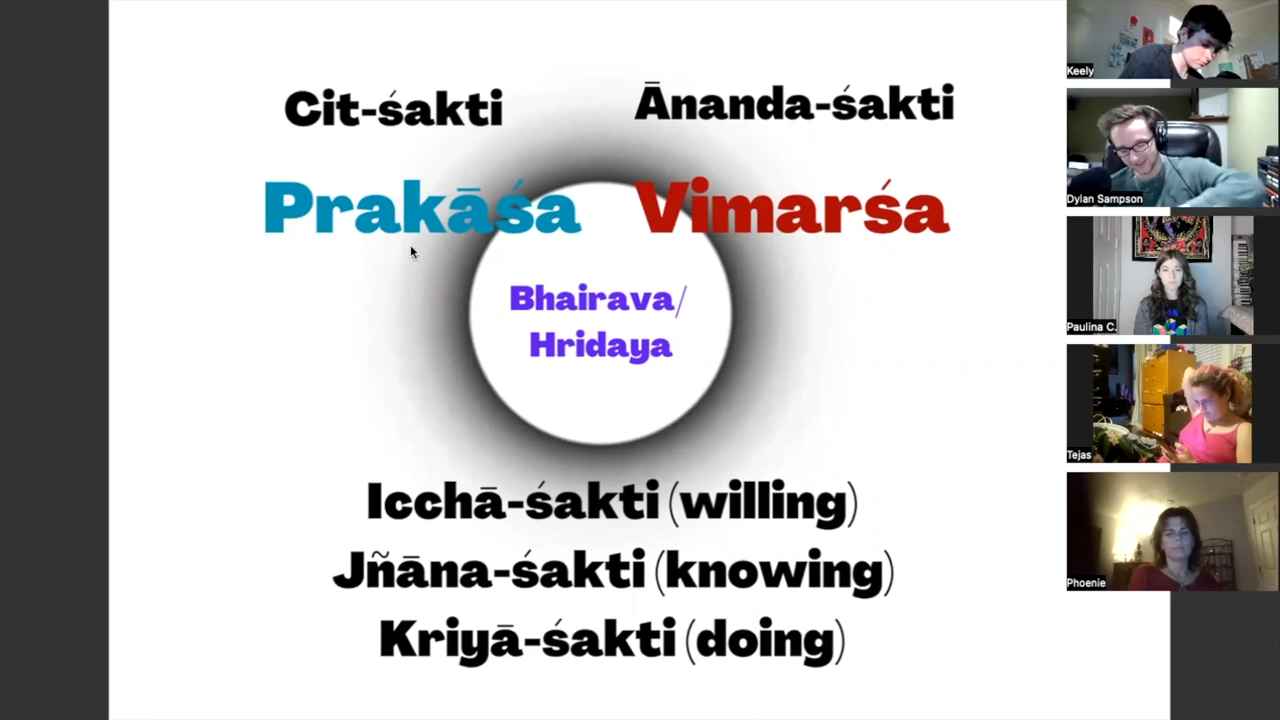 Cit-śakti
Ānanda-śakti
Prakāśa
Vimarśa
Bhairava/
Hridaya
Icchā-śakti (willing)
Jñāna-śakti (knowing)
Kriyā-śakti (doing)
Keely
Dylan Sampson
Paulina C.
Tejas
Phoenie